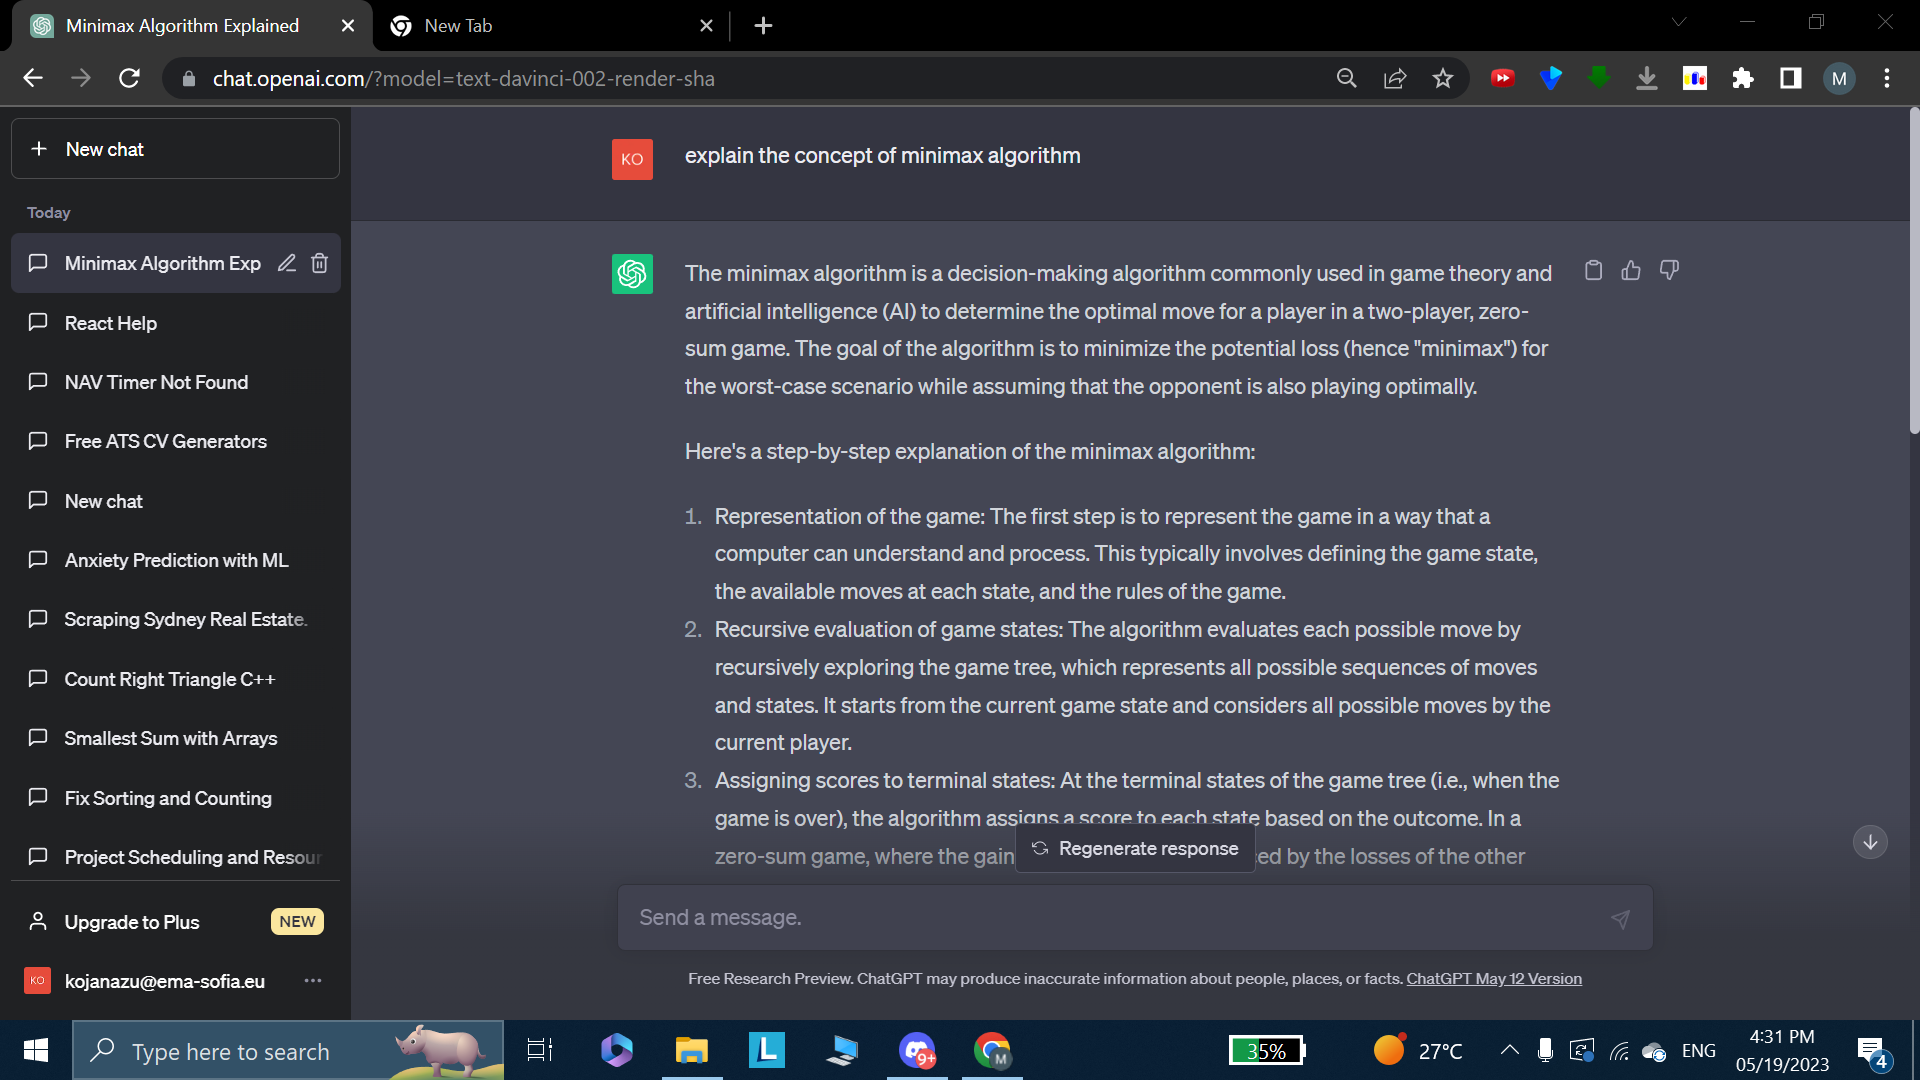 Minimax Algorithm Explained
New Tab
chat.openai.com/?model=text-davinci-002-render-sha
M
New chat
Today
Minimax Algorithm Exp
React Help
NAV Timer Not Found
Free ATS CV Generators
New chat
Anxiety Prediction with ML
Scraping Sydney Real Estate.
Count Right Triangle C++
Smallest Sum with Arrays
Fix Sorting and Counting
Project Scheduling and Resour
Upgrade to Plus
NEW
KO
kojanazu@ema-sofia.eu
KO
explain the concept of minimax algorithm
The minimax algorithm is a decision-making algorithm commonly used in game theory and
artificial intelligence (AI) to determine the optimal move for a player in a two-player, zero-
sum game. The goal of the algorithm is to minimize the potential loss (hence "minimax") for
the worst-case scenario while assuming that the opponent is also playing optimally.
Here's a step-by-step explanation of the minimax algorithm:
1. Representation of the game: The first step is to represent the game in a way that a
computer can understand and process. This typically involves defining the game state,
the available moves at each state, and the rules of the game.
2. Recursive evaluation of game states: The algorithm evaluates each possible move by
recursively exploring the game tree, which represents all possible sequences of moves
and states. It starts from the current game state and considers all possible moves by the
current player.
3. Assigning scores to terminal states: At the terminal states of the game tree (i.e., when the
game is over), the algorithm assigns a score to each state based on the outcome. In a
zero-sum game, where the gain ed by the losses of the other
Regenerate response
Send a message.
Free Research Preview. ChatGPT may produce inaccurate information about people, places, or facts. ChatGPT May 12 Version
Type here to search
L
9+
M
35%
27°C
ENG
4:31 PM
05/19/2023
4